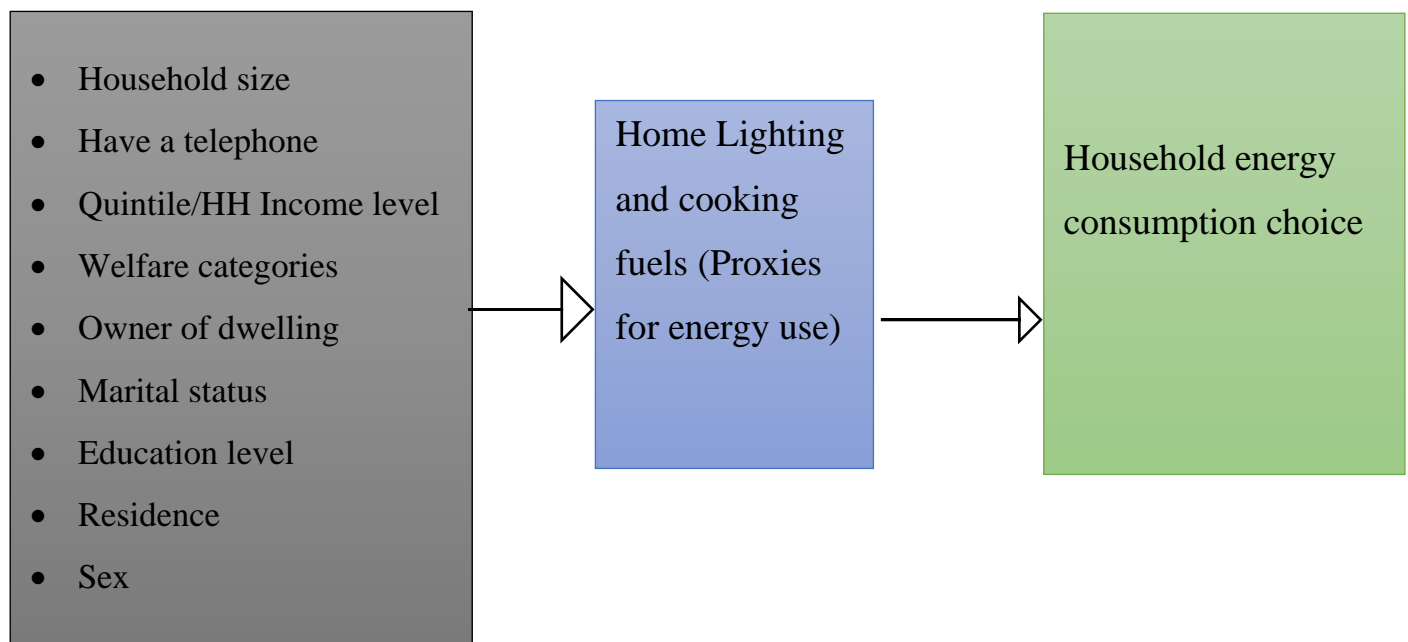 • Household size
• Have a telephone
• Quintile/HH Income level
• Welfare categories
• Owner of dwelling
• Marital status
• Education level
• Residence
• Sex
Home Lighting
and cooking
fuels (Proxies
for energy use)
Household energy
consumption choice